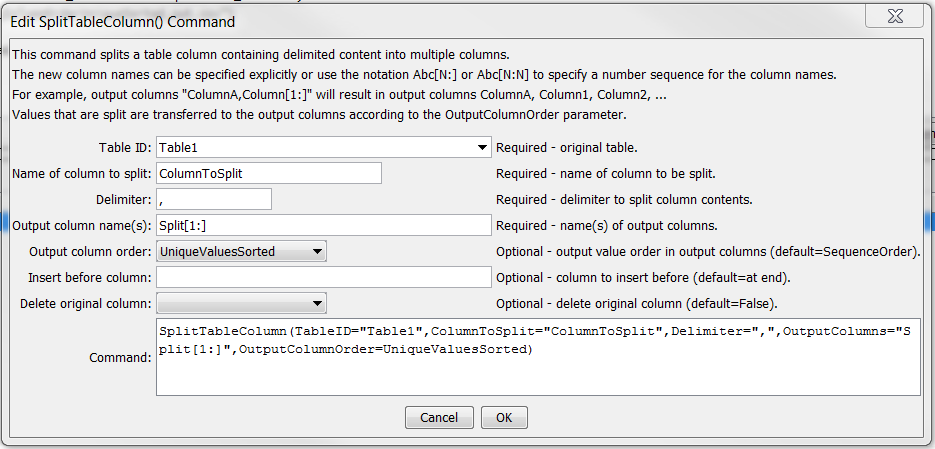 Edit SplitTableColumn() Command
This command splits a table column containing delimited content into multiple columns.
The new column names can be specified explicitly or use the notation Abc[N:] or Abc[N:N] to specify a number sequence for the column names.
For example, output columns "ColumnA,Column[1:]" will result in output columns ColumnA, Column1, Column2, ...
Values that are split are transferred to the output columns according to the OutputColumnOrder parameter.
Table ID: Table1 Required - original table.
Name of column to split: ColumnToSplit Required - name of column to be split.
Delimiter: , Required - delimiter to split column contents.
Output column name(s): Split[1:] Required - name(s) of output columns.
Output column order: UniqueValuesSorted Optional - output value order in output columns (default=SequenceOrder).
Insert before column: Optional - column to insert before (default=at end).
Delete original column: Optional - delete original column (default=False).
Command: SplitTableColumn(TableID="Table1",ColumnToSplit="ColumnToSplit",Delimiter=",",OutputColumns="S
plit[1:]",OutputColumnOrder=UniqueValuesSorted)
Cancel OK